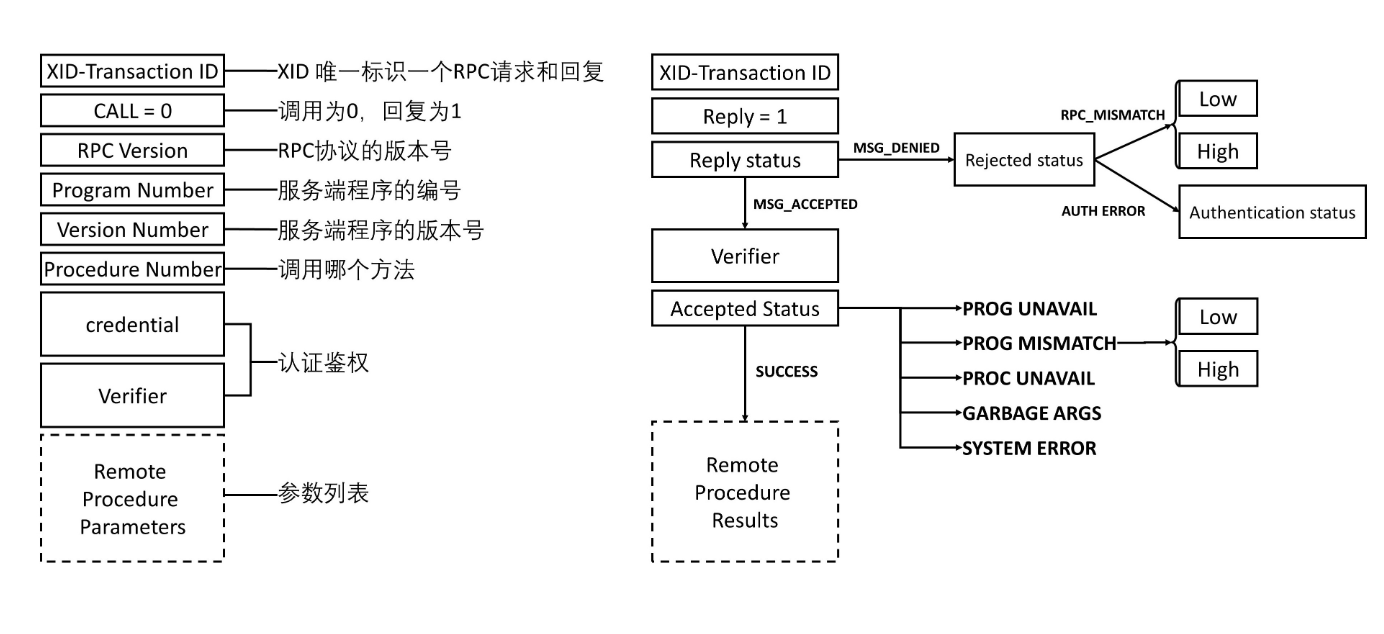 XID-Transaction ID
XID 唯一标识一个RPC请求和回复
CALL = 0
调用为0，回复为1
RPC Version
RPC协议的版本号
Program Number
服务端程序的编号
Version Number
服务端程序的版本号
Procedure Number
调用哪个方法
credential
Verifier
认证鉴权
Remote
Procedure
Parameters
参数列表
XID-Transaction ID
Reply = 1
Reply status
MSG_DENIED
Rejected status
RPC_MISMATCH
Low
High
AUTH ERROR
Authentication status
MSG_ACCEPTED
Verifier
Accepted Status
PROG UNAVAIL
PROG MISMATCH
Low
High
PROC UNAVAIL
GARBAGE ARGS
SYSTEM ERROR
SUCCESS
Remote
Procedure
Results